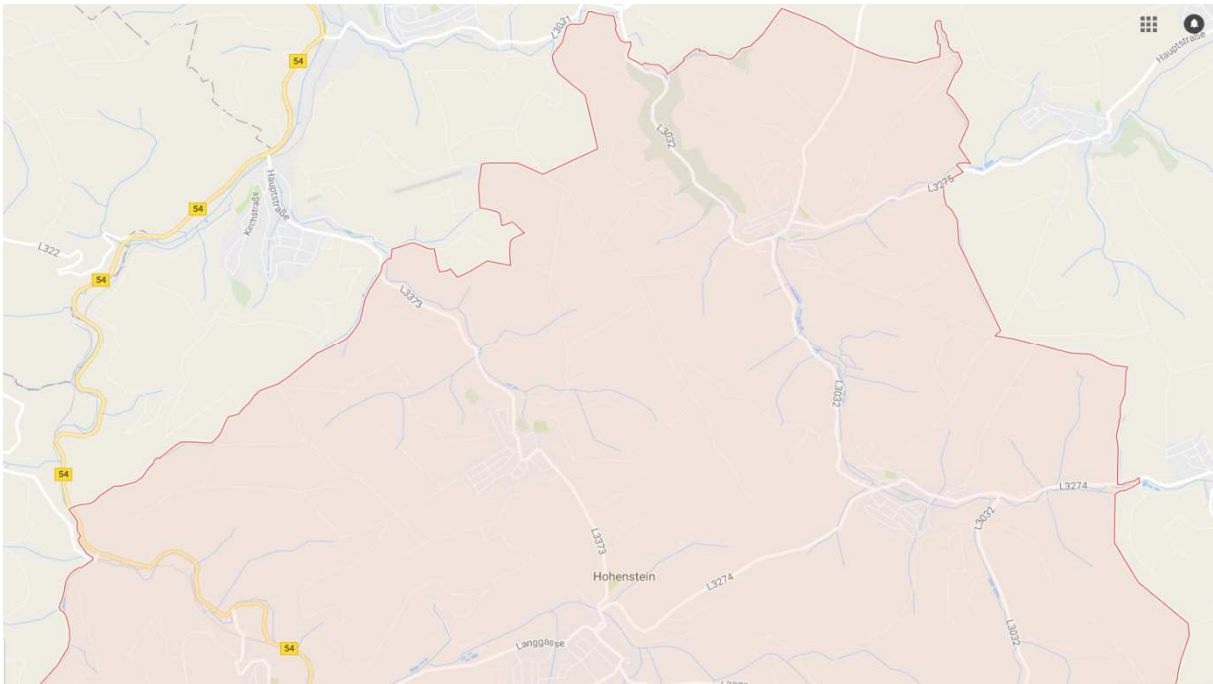 L3031
54
Hauptstraße
L3032
Hauptstraße
Kirchstraße
L3275
54
L322
54
L3373
L3032
54
L3274
L3032
L3373
Hohenstein
L3274
L3032
Langgasse
54